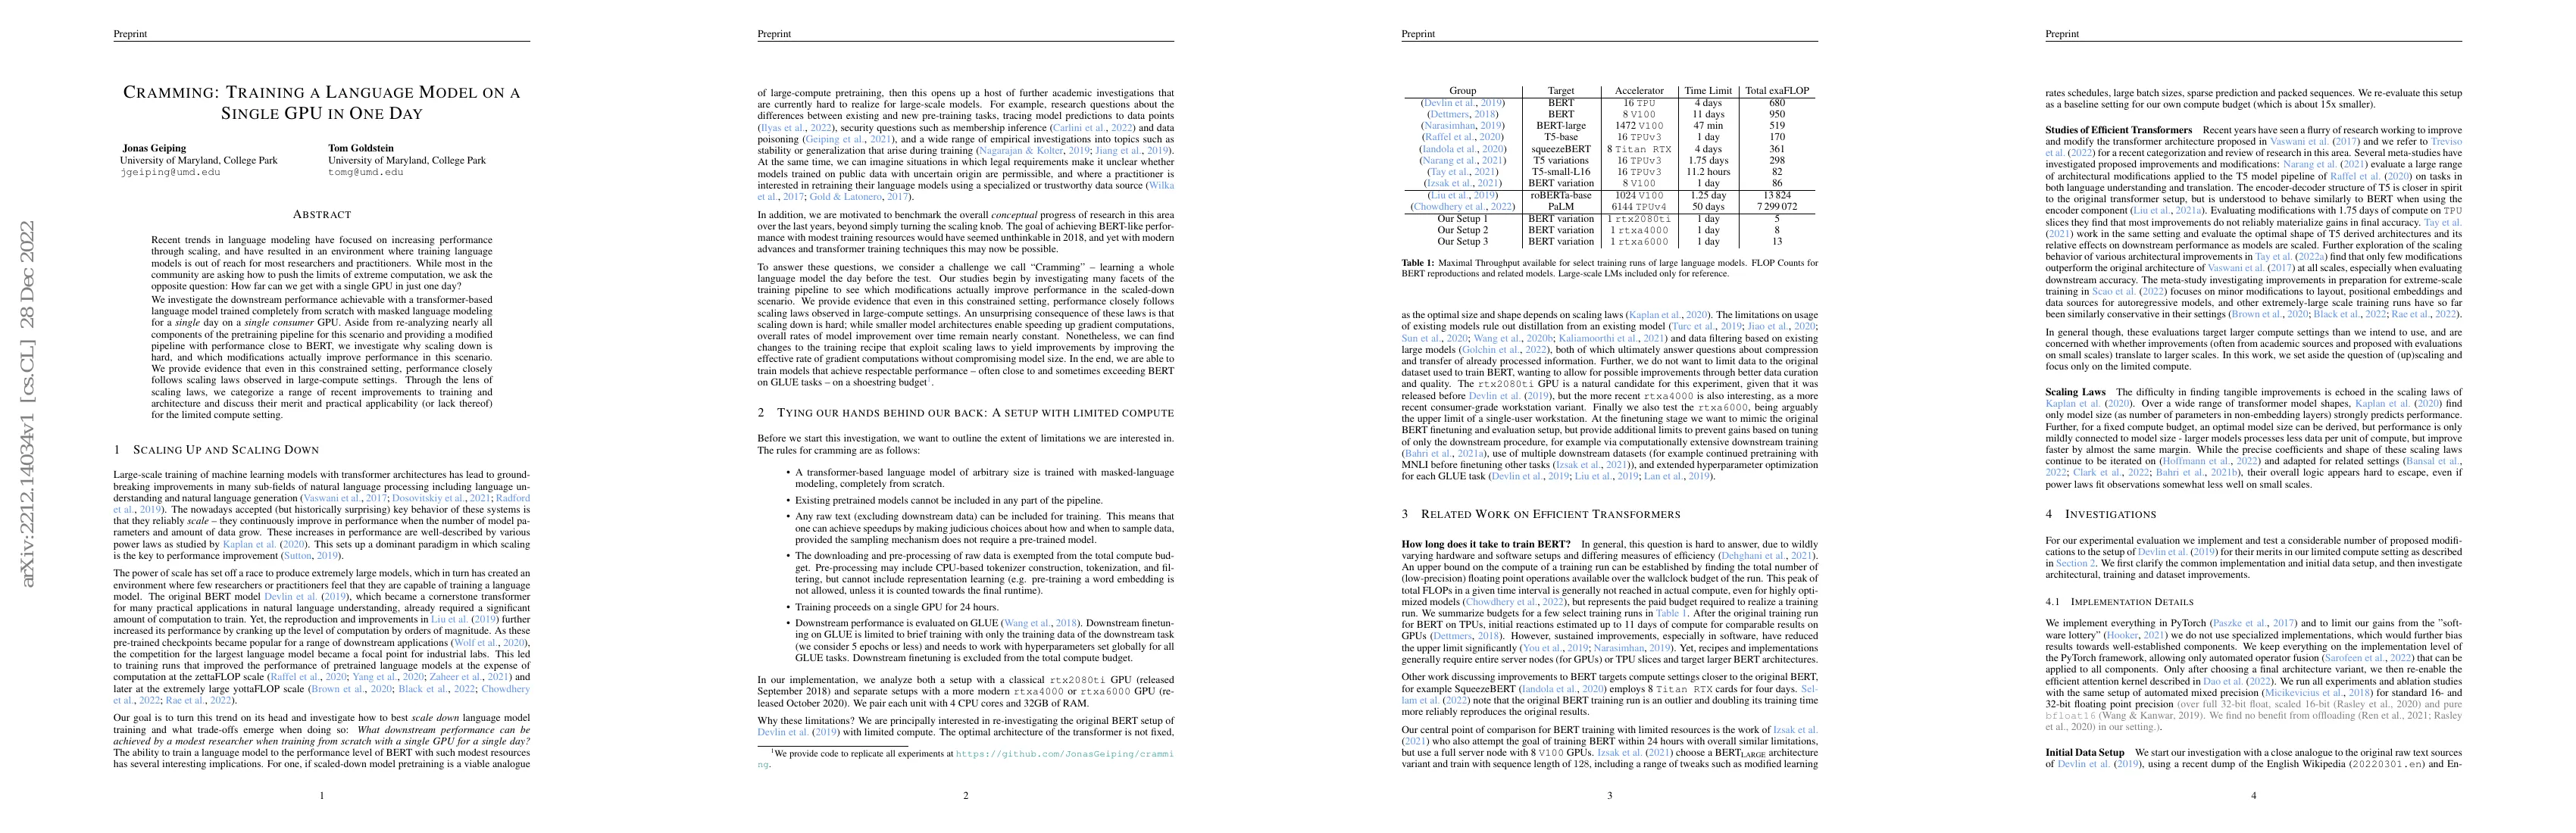 arXiv:2212.14034v1 [cs.CL] 28 Dec 2022
Preprint
CRAMMING: TRAINING A LANGUAGE MODEL ON A
SINGLE GPU IN ONE DAY
Jonas Geiping
University of Maryland, College Park
jgeiping@umd.edu
Tom Goldstein
University of Maryland, College Park
tomg@umd.edu
ABSTRACT
Recent trends in language modeling have focused on increasing performance
through scaling, and have resulted in an environment where training language
models is out of reach for most researchers and practitioners. While most in the
community are asking how to push the limits of extreme computation, we ask the
opposite question: How far can we get with a single GPU in just one day?
We investigate the downstream performance achievable with a transformer-based
language model trained completely from scratch with masked language modeling
for a single day on a single consumer GPU. Aside from re-analyzing nearly all
components of the pretraining pipeline for this scenario and providing a modified
pipeline with performance close to BERT, we investigate why scaling down is
hard, and which modifications actually improve performance in this scenario.
We provide evidence that even in this constrained setting, performance closely
follows scaling laws observed in large-compute settings. Through the lens of
scaling laws, we categorize a range of recent improvements to training and
architecture and discuss their merit and practical applicability (or lack thereof)
for the limited compute setting.
1 SCALING UP AND SCALING DOWN
Large-scale training of machine learning models with transformer architectures has lead to ground-
breaking improvements in many sub-fields of natural language processing including language un-
derstanding and natural language generation (Vaswani et al., 2017; Dosovitskiy et al., 2021; Radford
et al., 2019). The nowadays accepted (but historically surprising) key behavior of these systems is
that they reliably scale – they continuously improve in performance when the number of model pa-
rameters and amount of data grow. These increases in performance are well-described by various
power laws as studied by Kaplan et al. (2020). This sets up a dominant paradigm in which scaling
is the key to performance improvement (Sutton, 2019).
The power of scale has set off a race to produce extremely large models, which in turn has created an
environment where few researchers or practitioners feel that they are capable of training a language
model. The original BERT model Devlin et al. (2019), which became a cornerstone transformer
for many practical applications in natural language understanding, already required a significant
amount of computation to train. Yet, the reproduction and improvements in Liu et al. (2019) further
increased its performance by cranking up the level of computation by orders of magnitude. As these
pre-trained checkpoints became popular for a range of downstream applications (Wolf et al., 2020),
the competition for the largest language model became a focal point for industrial labs. This led
to training runs that improved the performance of pretrained language models at the expense of
computation at the zettaFLOP scale (Raffel et al., 2020; Yang et al., 2020; Zaheer et al., 2021) and
later at the extremely large yottaFLOP scale (Brown et al., 2020; Black et al., 2022; Chowdhery
et al., 2022; Rae et al., 2022).
Our goal is to turn this trend on its head and investigate how to best scale down language model
training and what trade-offs emerge when doing so: What downstream performance can be
achieved by a modest researcher when training from scratch with a single GPU for a single day?
The ability to train a language model to the performance level of BERT with such modest resources
has several interesting implications. For one, if scaled-down model pretraining is a viable analogue
1
Preprint
of large-compute pretraining, then this opens up a host of further academic investigations that
are currently hard to realize for large-scale models. For example, research questions about the
differences between existing and new pre-training tasks, tracing model predictions to data points
(Ilyas et al., 2022), security questions such as membership inference (Carlini et al., 2022) and data
poisoning (Geiping et al., 2021), and a wide range of empirical investigations into topics such as
stability or generalization that arise during training (Nagarajan & Kolter, 2019; Jiang et al., 2019).
At the same time, we can imagine situations in which legal requirements make it unclear whether
models trained on public data with uncertain origin are permissible, and where a practitioner is
interested in retraining their language models using a specialized or trustworthy data source (Wilka
et al., 2017; Gold & Latonero, 2017).
In addition, we are motivated to benchmark the overall conceptual progress of research in this area
over the last years, beyond simply turning the scaling knob. The goal of achieving BERT-like perfor-
mance with modest training resources would have seemed unthinkable in 2018, and yet with modern
advances and transformer training techniques this may now be possible.
To answer these questions, we consider a challenge we call “Cramming” – learning a whole
language model the day before the test. Our studies begin by investigating many facets of the
training pipeline to see which modifications actually improve performance in the scaled-down
scenario. We provide evidence that even in this constrained setting, performance closely follows
scaling laws observed in large-compute settings. An unsurprising consequence of these laws is that
scaling down is hard; while smaller model architectures enable speeding up gradient computations,
overall rates of model improvement over time remain nearly constant. Nonetheless, we can find
changes to the training recipe that exploit scaling laws to yield improvements by improving the
effective rate of gradient computations without compromising model size. In the end, we are able to
train models that achieve respectable performance – often close to and sometimes exceeding BERT
on GLUE tasks – on a shoestring budget1.
2 TYING OUR HANDS BEHIND OUR BACK: A SETUP WITH LIMITED COMPUTE
Before we start this investigation, we want to outline the extent of limitations we are interested in.
The rules for cramming are as follows:
• A transformer-based language model of arbitrary size is trained with masked-language
modeling, completely from scratch.
• Existing pretrained models cannot be included in any part of the pipeline.
• Any raw text (excluding downstream data) can be included for training. This means that
one can achieve speedups by making judicious choices about how and when to sample data,
provided the sampling mechanism does not require a pre-trained model.
• The downloading and pre-processing of raw data is exempted from the total compute bud-
get. Pre-processing may include CPU-based tokenizer construction, tokenization, and fil-
tering, but cannot include representation learning (e.g. pre-training a word embedding is
not allowed, unless it is counted towards the final runtime).
• Training proceeds on a single GPU for 24 hours.
• Downstream performance is evaluated on GLUE (Wang et al., 2018). Downstream finetun-
ing on GLUE is limited to brief training with only the training data of the downstream task
(we consider 5 epochs or less) and needs to work with hyperparameters set globally for all
GLUE tasks. Downstream finetuning is excluded from the total compute budget.
In our implementation, we analyze both a setup with a classical rtx2080ti GPU (released
September 2018) and separate setups with a more modern rtxa4000 or rtxa6000 GPU (re-
leased October 2020). We pair each unit with 4 CPU cores and 32GB of RAM.
Why these limitations? We are principally interested in re-investigating the original BERT setup of
Devlin et al. (2019) with limited compute. The optimal architecture of the transformer is not fixed,
1We provide code to replicate all experiments at https://github.com/JonasGeiping/crammi
ng.
2
Preprint
Group Target Accelerator Time Limit Total exaFLOP
(Devlin et al., 2019) BERT 16 TPU 4 days 680
(Dettmers, 2018) BERT 8 V100 11 days 950
(Narasimhan, 2019) BERT-large 1472 V100 47 min 519
(Raffel et al., 2020) T5-base 16 TPUv3 1 day 170
(Iandola et al., 2020) squeezeBERT 8 Titan RTX 4 days 361
(Narang et al., 2021) T5 variations 16 TPUv3 1.75 days 298
(Tay et al., 2021) T5-small-L16 16 TPUv3 11.2 hours 82
(Izsak et al., 2021) BERT variation 8 V100 1 day 86
(Liu et al., 2019) roBERTa-base 1024 V100 1.25 day 13 824
(Chowdhery et al., 2022) PaLM 6144 TPUv4 50 days 7 299 072
Our Setup 1 BERT variation 1 rtx2080ti 1 day 5
Our Setup 2 BERT variation 1 rtxa4000 1 day 8
Our Setup 3 BERT variation 1 rtxa6000 1 day 13
Table 1: Maximal Throughput available for select training runs of large language models. FLOP Counts for
BERT reproductions and related models. Large-scale LMs included only for reference.
as the optimal size and shape depends on scaling laws (Kaplan et al., 2020). The limitations on usage
of existing models rule out distillation from an existing model (Turc et al., 2019; Jiao et al., 2020;
Sun et al., 2020; Wang et al., 2020b; Kaliamoorthi et al., 2021) and data filtering based on existing
large models (Golchin et al., 2022), both of which ultimately answer questions about compression
and transfer of already processed information. Further, we do not want to limit data to the original
dataset used to train BERT, wanting to allow for possible improvements through better data curation
and quality. The rtx2080ti GPU is a natural candidate for this experiment, given that it was
released before Devlin et al. (2019), but the more recent rtxa4000 is also interesting, as a more
recent consumer-grade workstation variant. Finally we also test the rtxa6000, being arguably
the upper limit of a single-user workstation. At the finetuning stage we want to mimic the original
BERT finetuning and evaluation setup, but provide additional limits to prevent gains based on tuning
of only the downstream procedure, for example via computationally extensive downstream training
(Bahri et al., 2021a), use of multiple downstream datasets (for example continued pretraining with
MNLI before finetuning other tasks (Izsak et al., 2021)), and extended hyperparameter optimization
for each GLUE task (Devlin et al., 2019; Liu et al., 2019; Lan et al., 2019).
3 RELATED WORK ON EFFICIENT TRANSFORMERS
How long does it take to train BERT? In general, this question is hard to answer, due to wildly
varying hardware and software setups and differing measures of efficiency (Dehghani et al., 2021).
An upper bound on the compute of a training run can be established by finding the total number of
(low-precision) floating point operations available over the wallclock budget of the run. This peak of
total FLOPs in a given time interval is generally not reached in actual compute, even for highly opti-
mized models (Chowdhery et al., 2022), but represents the paid budget required to realize a training
run. We summarize budgets for a few select training runs in Table 1. After the original training run
for BERT on TPUs, initial reactions estimated up to 11 days of compute for comparable results on
GPUs (Dettmers, 2018). However, sustained improvements, especially in software, have reduced
the upper limit significantly (You et al., 2019; Narasimhan, 2019). Yet, recipes and implementations
generally require entire server nodes (for GPUs) or TPU slices and target larger BERT architectures.
Other work discussing improvements to BERT targets compute settings closer to the original BERT,
for example SqueezeBERT (Iandola et al., 2020) employs 8 Titan RTX cards for four days. Sel-
lam et al. (2022) note that the original BERT training run is an outlier and doubling its training time
more reliably reproduces the original results.
Our central point of comparison for BERT training with limited resources is the work of Izsak et al.
(2021) who also attempt the goal of training BERT within 24 hours with overall similar limitations,
but use a full server node with 8 V100 GPUs. Izsak et al. (2021) choose a BERTLARGE architecture
variant and train with sequence length of 128, including a range of tweaks such as modified learning
3
Preprint
rates schedules, large batch sizes, sparse prediction and packed sequences. We re-evaluate this setup
as a baseline setting for our own compute budget (which is about 15x smaller).
Studies of Efficient Transformers Recent years have seen a flurry of research working to improve
and modify the transformer architecture proposed in Vaswani et al. (2017) and we refer to Treviso
et al. (2022) for a recent categorization and review of research in this area. Several meta-studies have
investigated proposed improvements and modifications: Narang et al. (2021) evaluate a large range
of architectural modifications applied to the T5 model pipeline of Raffel et al. (2020) on tasks in
both language understanding and translation. The encoder-decoder structure of T5 is closer in spirit
to the original transformer setup, but is understood to behave similarly to BERT when using the
encoder component (Liu et al., 2021a). Evaluating modifications with 1.75 days of compute on TPU
slices they find that most improvements do not reliably materialize gains in final accuracy. Tay et al.
(2021) work in the same setting and evaluate the optimal shape of T5 derived architectures and its
relative effects on downstream performance as models are scaled. Further exploration of the scaling
behavior of various architectural improvements in Tay et al. (2022a) find that only few modifications
outperform the original architecture of Vaswani et al. (2017) at all scales, especially when evaluating
downstream accuracy. The meta-study investigating improvements in preparation for extreme-scale
training in Scao et al. (2022) focuses on minor modifications to layout, positional embeddings and
data sources for autoregressive models, and other extremely-large scale training runs have so far
been similarly conservative in their settings (Brown et al., 2020; Black et al., 2022; Rae et al., 2022).
In general though, these evaluations target larger compute settings than we intend to use, and are
concerned with whether improvements (often from academic sources and proposed with evaluations
on small scales) translate to larger scales. In this work, we set aside the question of (up)scaling and
focus only on the limited compute.
Scaling Laws The difficulty in finding tangible improvements is echoed in the scaling laws of
Kaplan et al. (2020). Over a wide range of transformer model shapes, Kaplan et al. (2020) find
only model size (as number of parameters in non-embedding layers) strongly predicts performance.
Further, for a fixed compute budget, an optimal model size can be derived, but performance is only
mildly connected to model size - larger models processes less data per unit of compute, but improve
faster by almost the same margin. While the precise coefficients and shape of these scaling laws
continue to be iterated on (Hoffmann et al., 2022) and adapted for related settings (Bansal et al.,
2022; Clark et al., 2022; Bahri et al., 2021b), their overall logic appears hard to escape, even if
power laws fit observations somewhat less well on small scales.
4 INVESTIGATIONS
For our experimental evaluation we implement and test a considerable number of proposed modifi-
cations to the setup of Devlin et al. (2019) for their merits in our limited compute setting as described
in Section 2. We first clarify the common implementation and initial data setup, and then investigate
architectural, training and dataset improvements.
4.1 IMPLEMENTATION DETAILS
We implement everything in PyTorch (Paszke et al., 2017) and to limit our gains from the ”soft-
ware lottery” (Hooker, 2021) we do not use specialized implementations, which would further bias
results towards well-established components. We keep everything on the implementation level of
the PyTorch framework, allowing only automated operator fusion (Sarofeen et al., 2022) that can be
applied to all components. Only after choosing a final architecture variant, we then re-enable the
efficient attention kernel described in Dao et al. (2022). We run all experiments and ablation studies
with the same setup of automated mixed precision (Micikevicius et al., 2018) for standard 16- and
32-bit floating point precision (over full 32-bit float, scaled 16-bit (Rasley et al., 2020) and pure
bfloat16 (Wang & Kanwar, 2019). We find no benefit from offloading (Ren et al., 2021; Rasley
et al., 2020) in our setting.).
Initial Data Setup We start our investigation with a close analogue to the original raw text sources
of Devlin et al. (2019), using a recent dump of the English Wikipedia (20220301.en) and En-
4